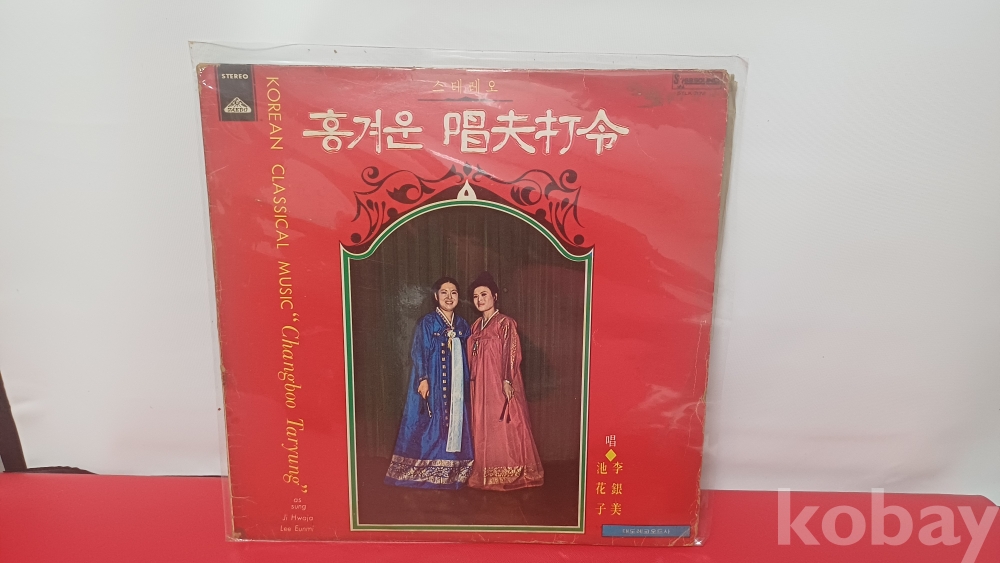 STEREO
TAEDO
스테레오
흥겨운 唱夫打令
KOREAN CLASSICAL MUSIC "Changboo Taryung"
as
sung
Ji Hwaja
Lee Eunmi
唱◆
李銀美
池花子
kobay